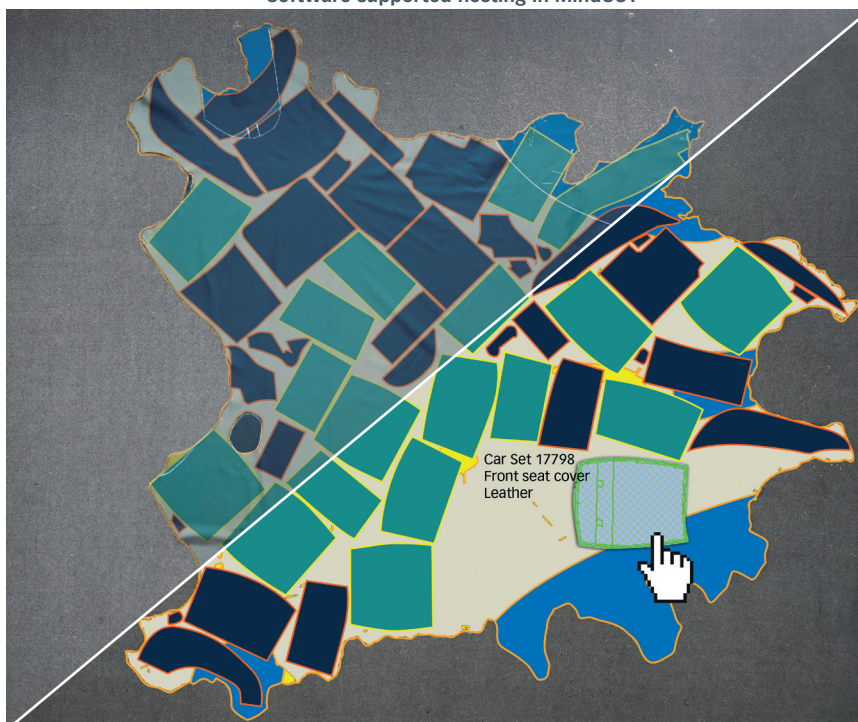 Software supported nesting in MindCUT
Car Set 17798
Front seat cover
Leather